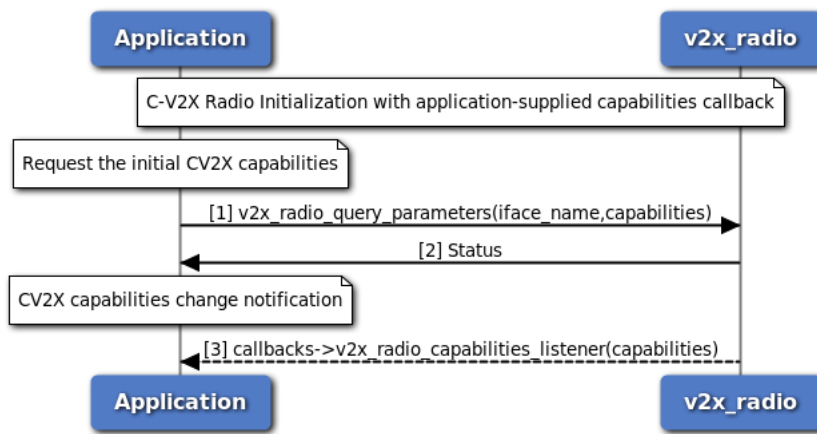 Application
v2x_radio
C-V2X Radio Initialization with application-supplied capabilities callback
Request the initial CV2X capabilities
[1] v2x_radio_query_parameters(iface_name,capabilities)
[2] Status
CV2X capabilities change notification
[3] callbacks->v2x_radio_capabilities_listener(capabilities)
Application
v2x_radio